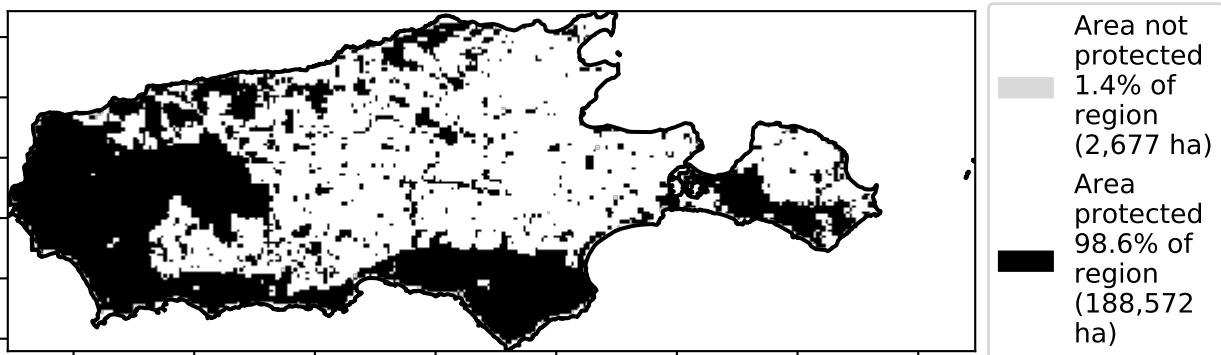 Area not
protected
1.4% of
region
(2,677 ha)
Area
protected
98.6% of
region
(188,572
ha)